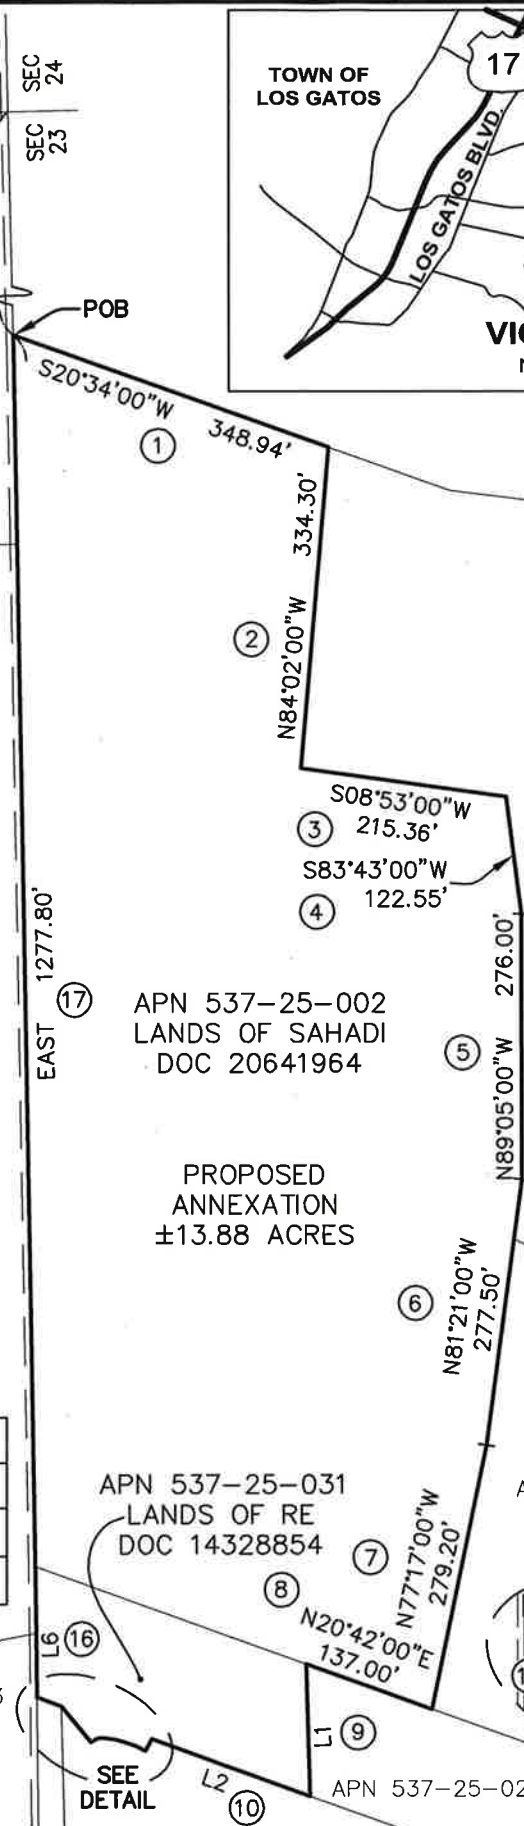 SEC
24
SEC
23
TOWN OF
LOS GATOS
17
LOS GATOS BLVD.
POB
S20°34'00"W
348.94'
1
334.30'
N84°02'00"W
2
S08°53'00"W
215.36'
3
S83°43'00"W
122.55'
4
276.00'
N89°05'00"W
5
EAST 1277.80'
17
APN 537-25-002
LANDS OF SAHADI
DOC 20641964
PROPOSED
ANNEXATION
±13.88 ACRES
N81°21'00"W
277.50'
6
APN 537-25-031
LANDS OF RE
DOC 14328854
N77°17'00"W
279.20'
7
8
N20°42'00"E
137.00'
L6
16
L1
9
SEE
DETAIL
L2
10
APN 537-25-02